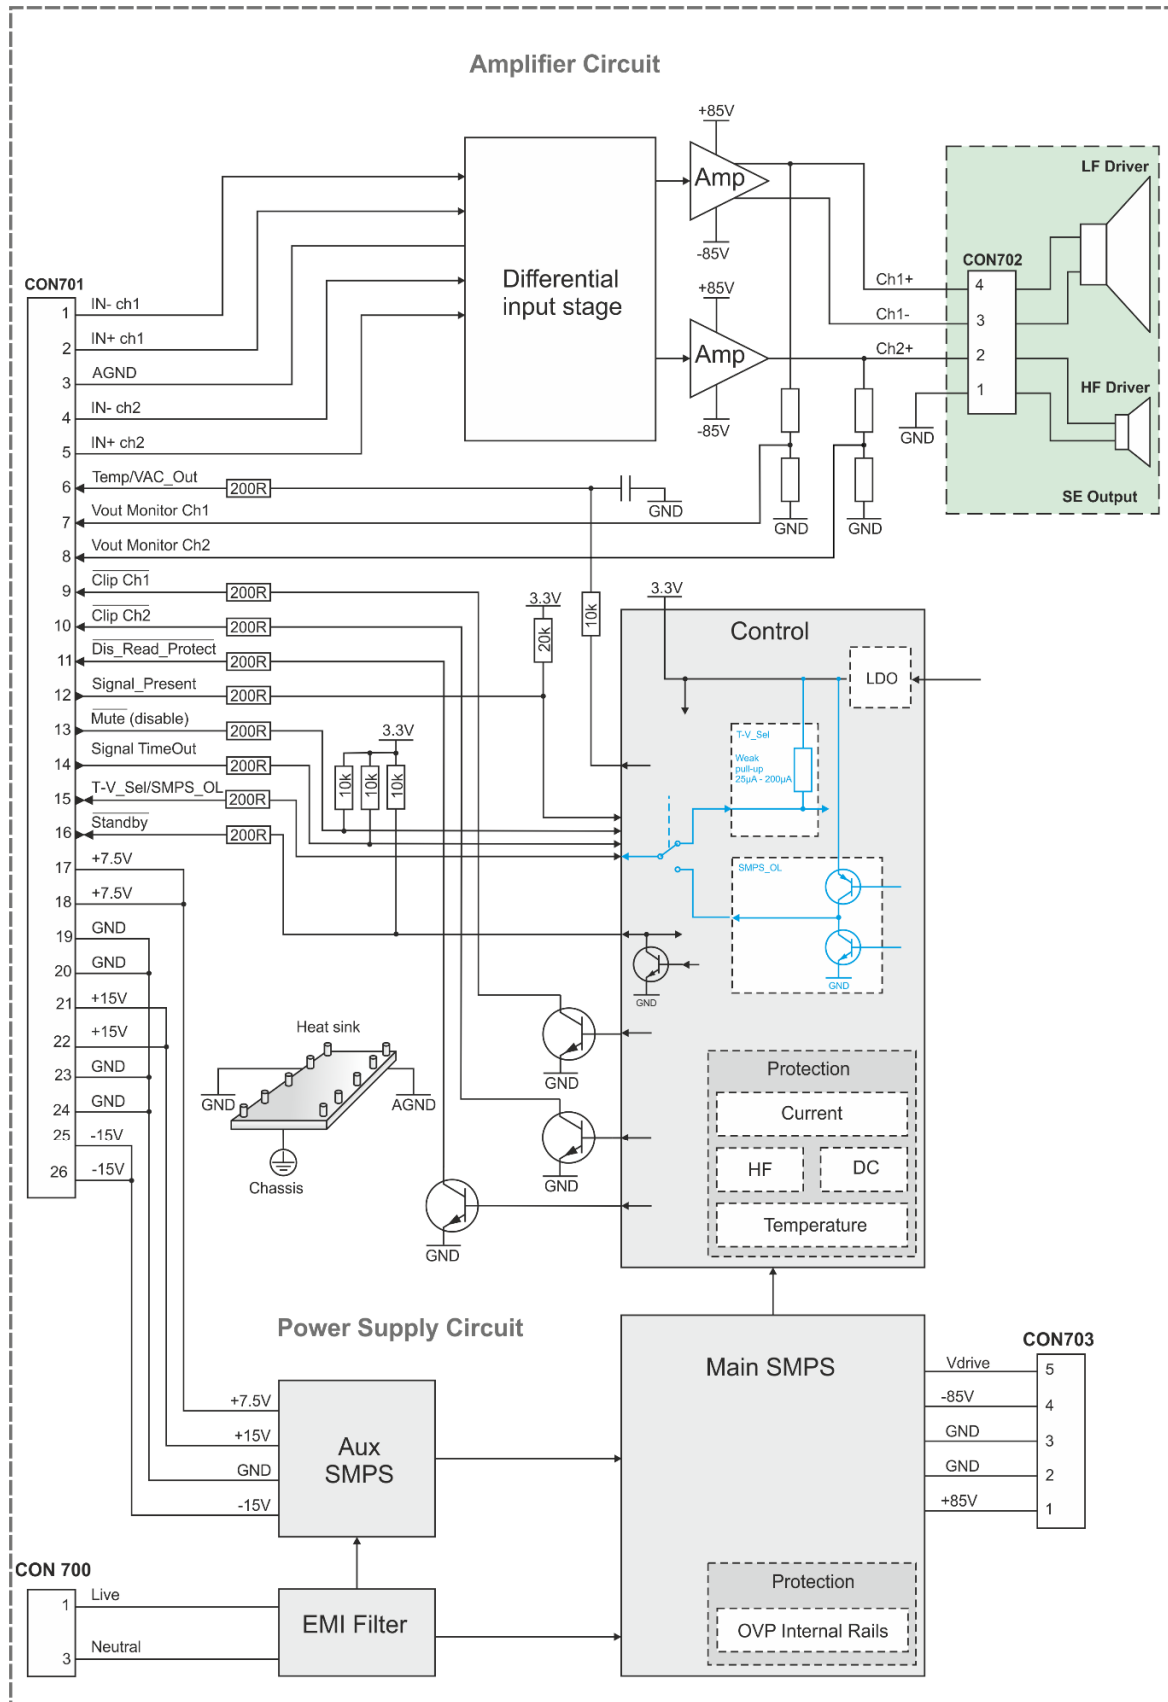 Amplifier Circuit
+85V
Amp
-85V
+85V
Amp
-85V
Differential
input stage
LF Driver
CON702
Ch1+
4
Ch1-
3
Ch2+
2
1
HF Driver
GND
SE Output
CON701
1
IN- ch1
2
IN+ ch1
3
AGND
4
IN- ch2
5
IN+ ch2
6
Temp/VAC_Out
200R
GND
7
Vout Monitor Ch1
GND
GND
8
Vout Monitor Ch2
9
Clip Ch1
200R
10
Clip Ch2
200R
11
Dis_Read_Protect
200R
12
Signal_Present
200R
13
Mute (disable)
200R
14
Signal TimeOut
200R
15
T-V_Sel/SMPS_OL
200R
16
Standby
200R
17
+7.5V
18
+7.5V
19
GND
20
GND
21
+15V
22
+15V
23
GND
24
GND
25
-15V
26
-15V
3.3V
20k
10k
3.3V
10k
10k
10k
3.3V
Control
LDO
T-V_Sel
Weak
pull-up
25µA - 200µA
SMPS_OL
GND
GND
GND
GND
GND
Heat sink
GND
AGND
Chassis
Protection
Current
HF
DC
Temperature
Power Supply Circuit
+7.5V
+15V
GND
-15V
Aux
SMPS
Main SMPS
CON703
Vdrive
5
-85V
4
GND
3
GND
2
+85V
1
CON 700
1
Live
3
Neutral
EMI Filter
Protection
OVP Internal Rails